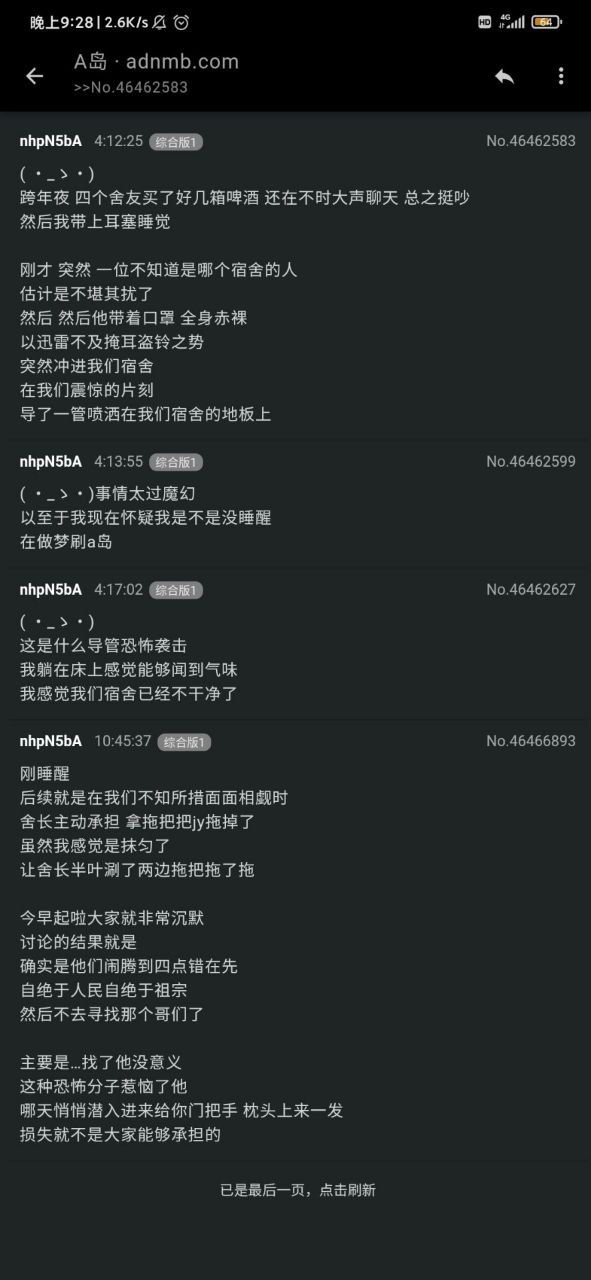 晚上9:28 | 2.6K/s
HD 4G 64
A岛 · adnmb.com
>>No.46462583
nhpN5bA 4:12:25 综合版1 No.46462583
( ・_ゝ・)
跨年夜 四个舍友买了好几箱啤酒 还在不时大声聊天 总之挺吵
然后我带上耳塞睡觉
刚才 突然 一位不知道是哪个宿舍的人
估计是不堪其扰了
然后 然后他带着口罩 全身赤裸
以迅雷不及掩耳盗铃之势
突然冲进我们宿舍
在我们震惊的片刻
导了一管喷洒在我们宿舍的地板上
nhpN5bA 4:13:55 综合版1 No.46462599
( ・_ゝ・)事情太过魔幻
以至于我现在怀疑我是不是没睡醒
在做梦刷a岛
nhpN5bA 4:17:02 综合版1 No.46462627
( ・_ゝ・)
这是什么导管恐怖袭击
我躺在床上感觉能够闻到气味
我感觉我们宿舍已经不干净了
nhpN5bA 10:45:37 综合版1 No.46466893
刚睡醒
后续就是在我们不知所措面面相觑时
舍长主动承担 拿拖把把jy拖掉了
虽然我感觉是抹匀了
让舍长半叶涮了两边拖把拖了拖
今早起啦大家就非常沉默
讨论的结果就是
确实是他们闹腾到四点错在先
自绝于人民自绝于祖宗
然后不去寻找那个哥们了
主要是...找了他没意义
这种恐怖分子惹恼了他
哪天悄悄潜入进来给你门把手 枕头上来一发
损失就不是大家能够承担的
已是最后一页，点击刷新